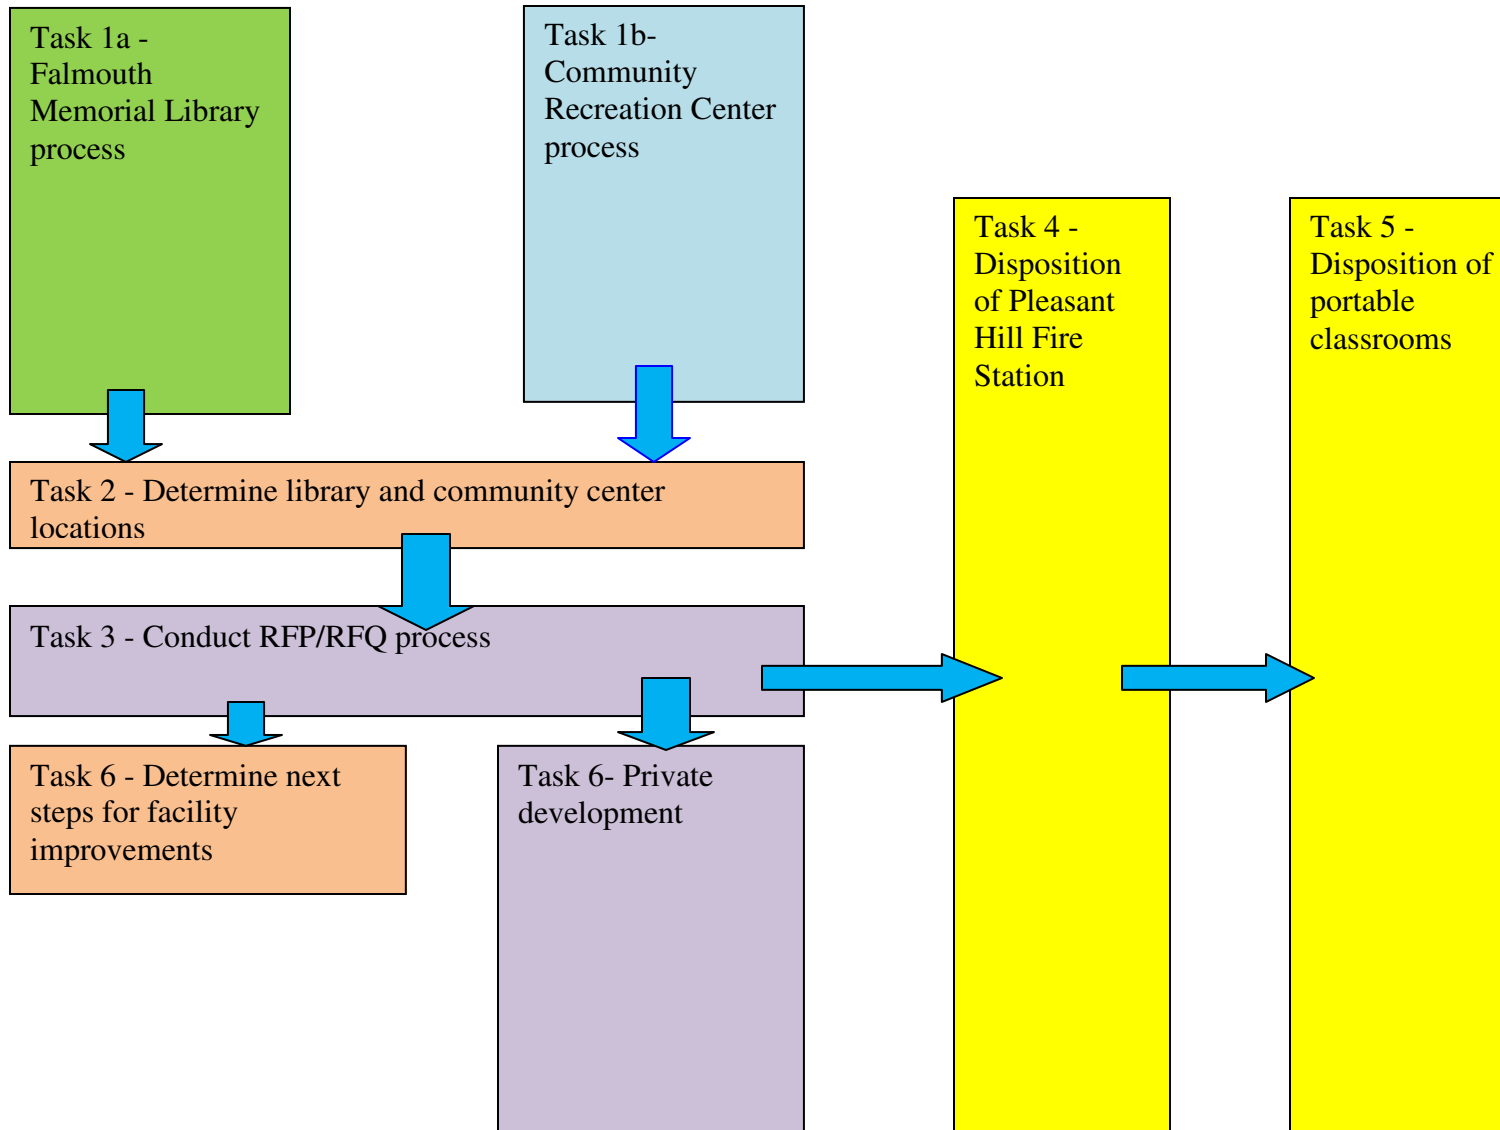 Task 1a -
Falmouth
Memorial Library
process
Task 1b-
Community
Recreation Center
process
Task 4 -
Disposition
of Pleasant
Hill Fire
Station
Task 5 -
Disposition of
portable
classrooms
Task 2 - Determine library and community center
locations
Task 3 - Conduct RFP/RFQ process
Task 6 - Determine next
steps for facility
improvements
Task 6- Private
development